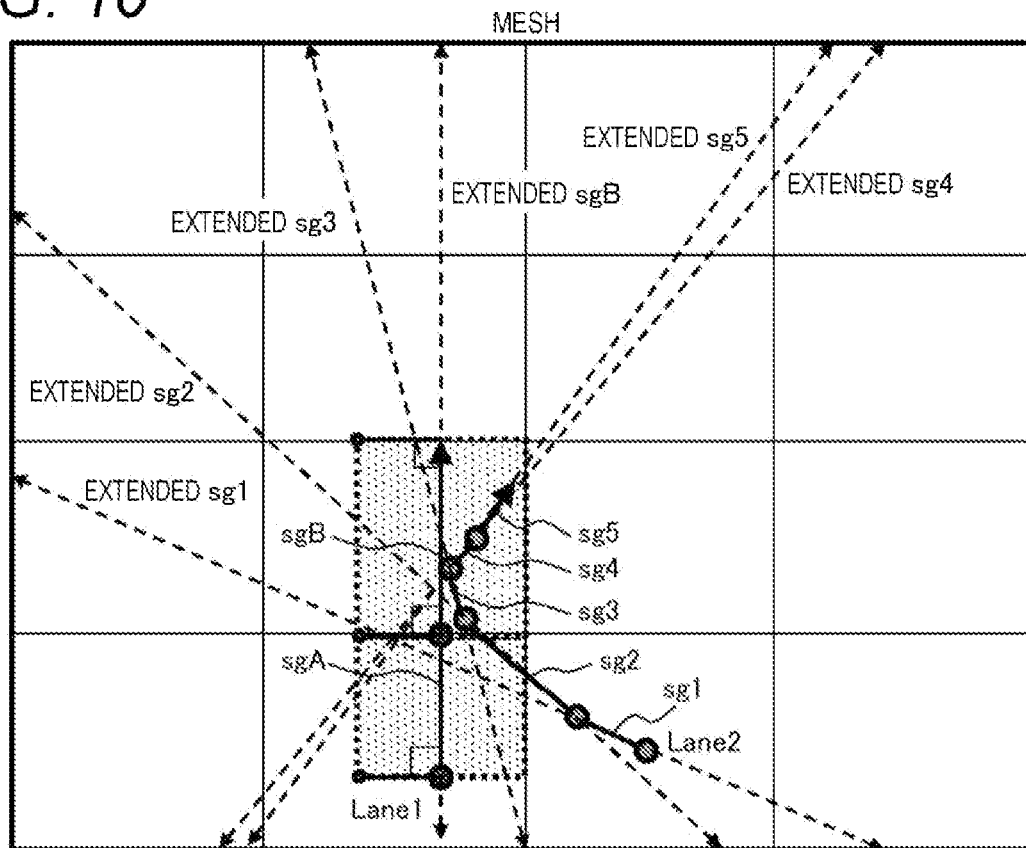 G. 10
MESH
EXTENDED sg5
EXTENDED sg4
EXTENDED sgB
EXTENDED sg3
EXTENDED sg2
EXTENDED sg1
sgB
sg5
sg4
sg3
sgA
sg2
sg1
Lane2
Lane1